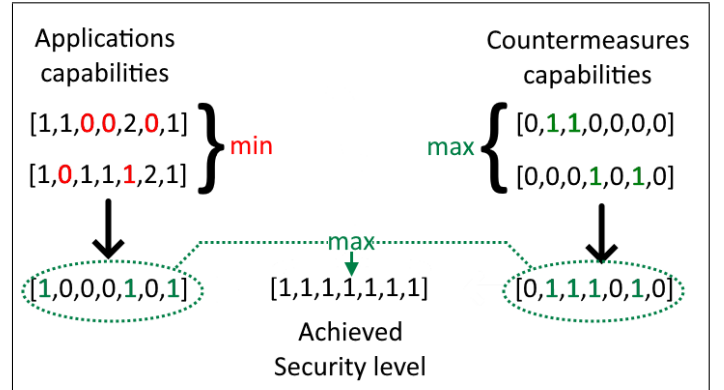 Applications
capabilities
Countermeasures
capabilities
[1,1,0,0,2,0,1]
min
[1,0,1,1,1,2,1]
max
[0,1,1,0,0,0,0]
[0,0,0,1,0,1,0]
max
[1,0,0,0,1,0,1]
[1,1,1,1,1,1,1]
[0,1,1,1,0,1,0]
Achieved
Security level